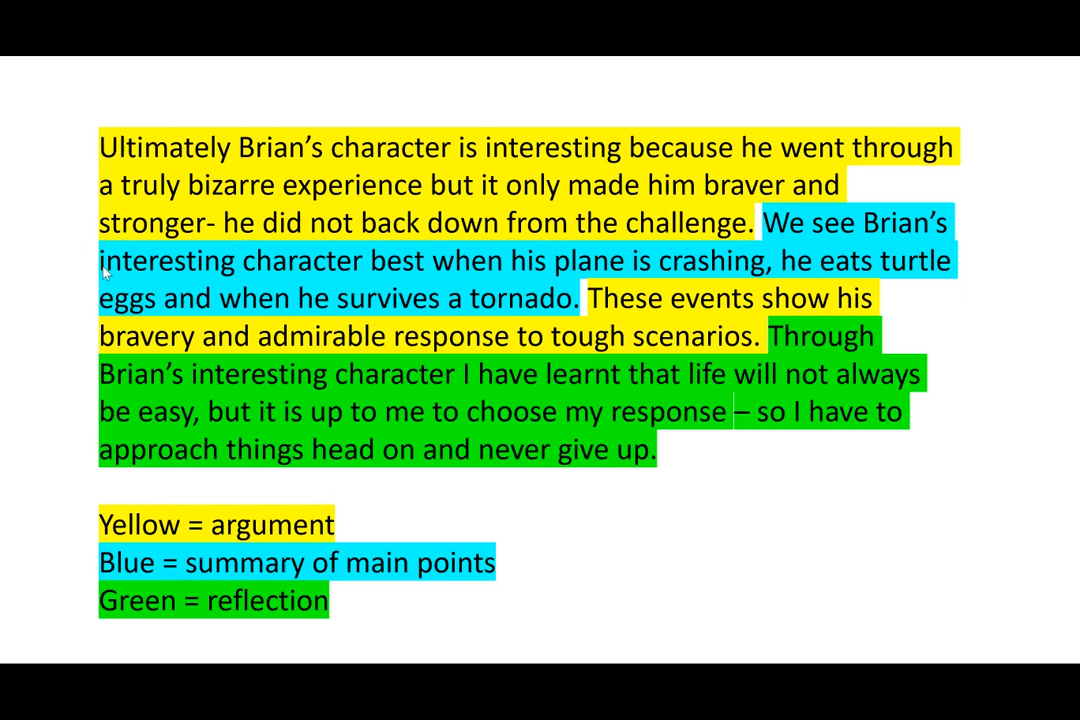 Ultimately Brian’s character is interesting because he went through
a truly bizarre experience but it only made him braver and
stronger- he did not back down from the challenge. We see Brian’s
interesting character best when his plane is crashing, he eats turtle
eggs and when he survives a tornado. These events show his
bravery and admirable response to tough scenarios. Through
Brian’s interesting character I have learnt that life will not always
be easy, but it is up to me to choose my response – so I have to
approach things head on and never give up.
Yellow = argument
Blue = summary of main points
Green = reflection